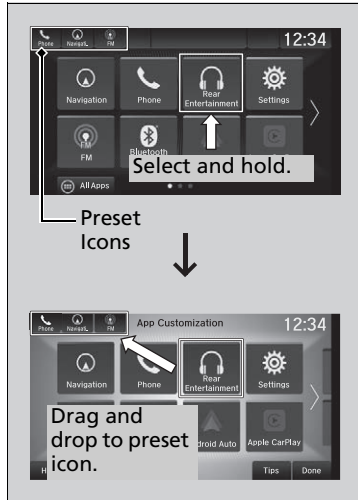 Phone Navigati.. FM
12:34
Navigation
Phone
Rear Entertainment
Settings
FM
Bluetooth
Select and hold.
All Apps
Preset
Icons
Phone Navigati.. FM
App Customization
12:34
Navigation
Phone
Rear Entertainment
Settings
Drag and
drop to preset
icon.
Apple CarPlay
Tips
Done